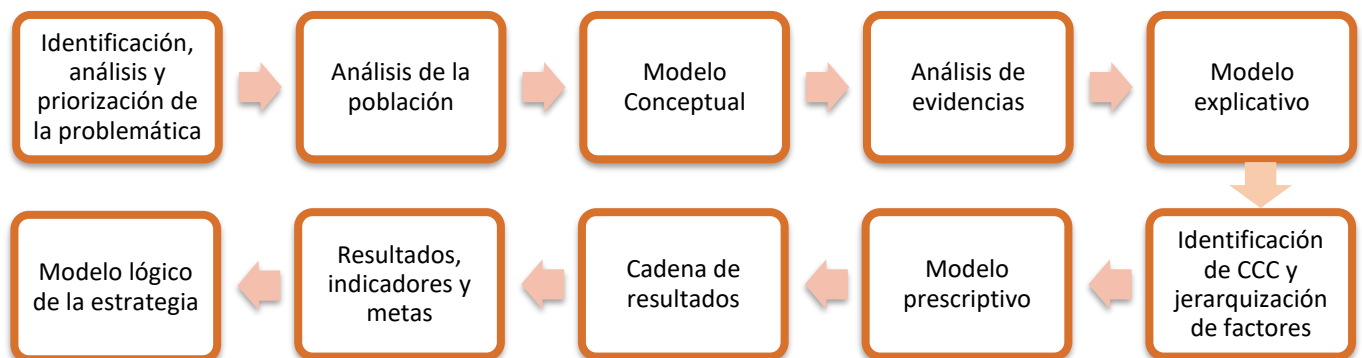 Identificación,
análisis y
priorización de
la problemática
Análisis de la
población
Modelo
Conceptual
Análisis de
evidencias
Modelo
explicativo
Identificación
de CCC y
jerarquización
de factores
Modelo
prescriptivo
Cadena de
resultados
Resultados,
indicadores y
metas
Modelo lógico
de la estrategia